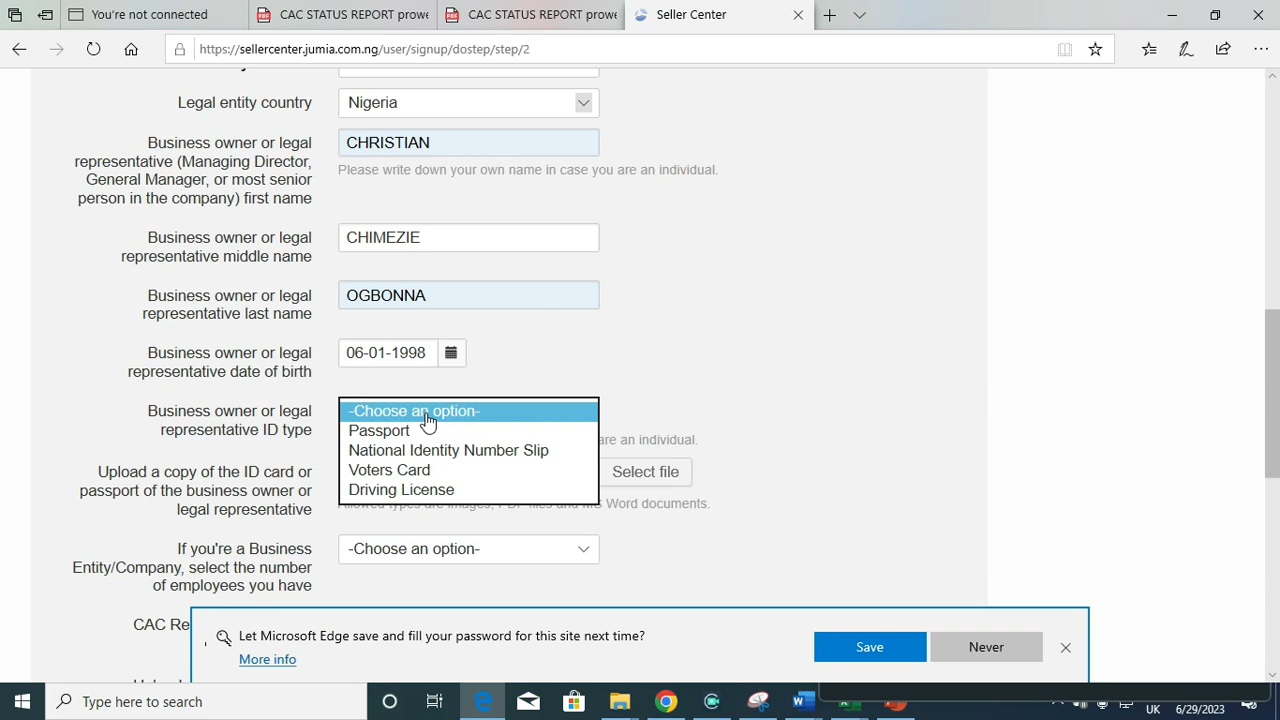 You're not connected
CAC STATUS REPORT prowe
CAC STATUS REPORT prowe
Seller Center
https://sellercenter.jumia.com.ng/user/signup/dostep/step/2
Legal entity country
Nigeria
Business owner or legal
representative (Managing Director,
General Manager, or most senior
person in the company) first name
CHRISTIAN
Please write down your own name in case you are an individual.
Business owner or legal
representative middle name
CHIMEZIE
Business owner or legal
representative last name
OGBONNA
Business owner or legal
representative date of birth
06-01-1998
Business owner or legal
representative ID type
-Choose an option-
Passport
National Identity Number Slip
Voters Card
Driving License
are an individual.
Upload a copy of the ID card or
passport of the business owner or
legal representative
Select file
Allowed types are images, PDF files and MS Word documents.
If you're a Business
Entity/Company, select the number
of employees you have
-Choose an option-
CAC Re
Let Microsoft Edge save and fill your password for this site next time?
More info
Save
Never
Type here to search
UK
6/29/2023